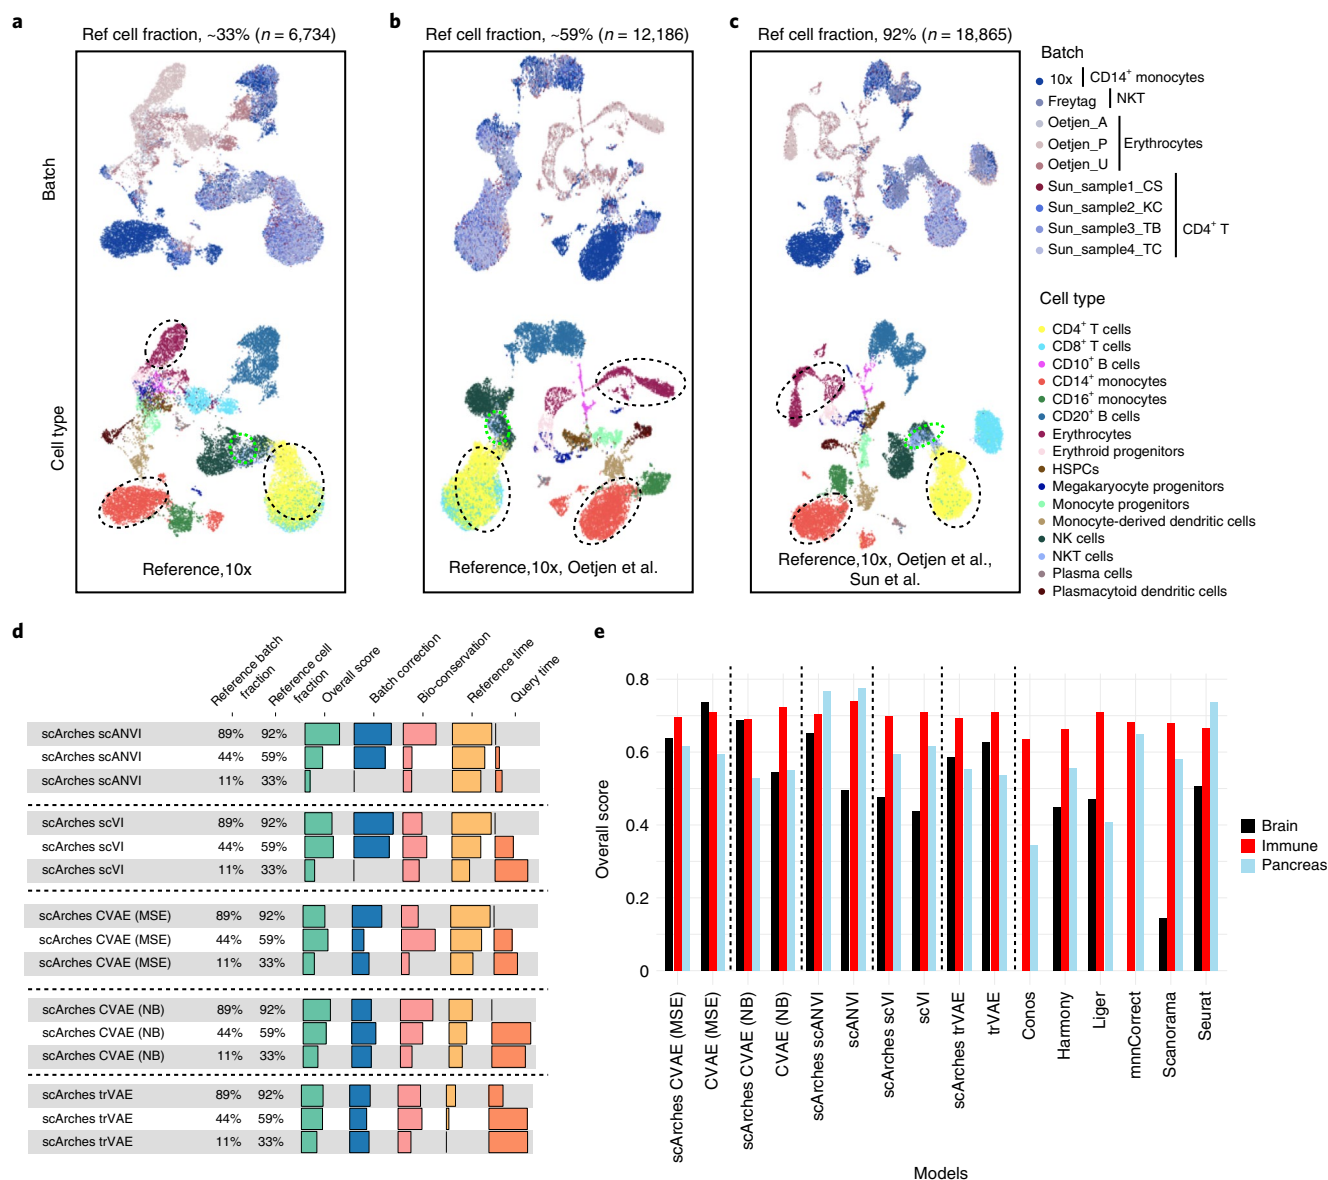 a
Ref cell fraction, ~33% (n = 6,734)
b
Ref cell fraction, ~59% (n = 12,186)
c
Ref cell fraction, 92% (n = 18,865)
Batch
Cell type
Reference,10x
Reference,10x, Oetjen et al.
Reference,10x, Oetjen et al.,
Sun et al.
Batch
10x
CD14⁺ monocytes
Freytag
NKT
Oetjen_A
Oetjen_P
Erythrocytes
Oetjen_U
Sun_sample1_CS
Sun_sample2_KC
Sun_sample3_TB
CD4⁺ T
Sun_sample4_TC
Cell type
CD4⁺ T cells
CD8⁺ T cells
CD10⁺ B cells
CD14⁺ monocytes
CD16⁺ monocytes
CD20⁺ B cells
Erythrocytes
Erythroid progenitors
HSPCs
Megakaryocyte progenitors
Monocyte progenitors
Monocyte-derived dendritic cells
NK cells
NKT cells
Plasma cells
Plasmacytoid dendritic cells
d
Reference batch
fraction
Reference cell
fraction
Overall score
Batch correction
Bio-conservation
Reference time
Query time
scArches scANVI 89% 92%
scArches scANVI 44% 59%
scArches scANVI 11% 33%
scArches scVI 89% 92%
scArches scVI 44% 59%
scArches scVI 11% 33%
scArches CVAE (MSE) 89% 92%
scArches CVAE (MSE) 44% 59%
scArches CVAE (MSE) 11% 33%
scArches CVAE (NB) 89% 92%
scArches CVAE (NB) 44% 59%
scArches CVAE (NB) 11% 33%
scArches trVAE 89% 92%
scArches trVAE 44% 59%
scArches trVAE 11% 33%
e
Overall score
0.8
0.6
0.4
0.2
0
scArches CVAE (MSE)
CVAE (MSE)
scArches CVAE (NB)
CVAE (NB)
scArches scANVI
scANVI
scArches scVI
scVI
scArches trVAE
trVAE
Conos
Harmony
Liger
mnnCorrect
Scanorama
Seurat
Models
Brain
Immune
Pancreas